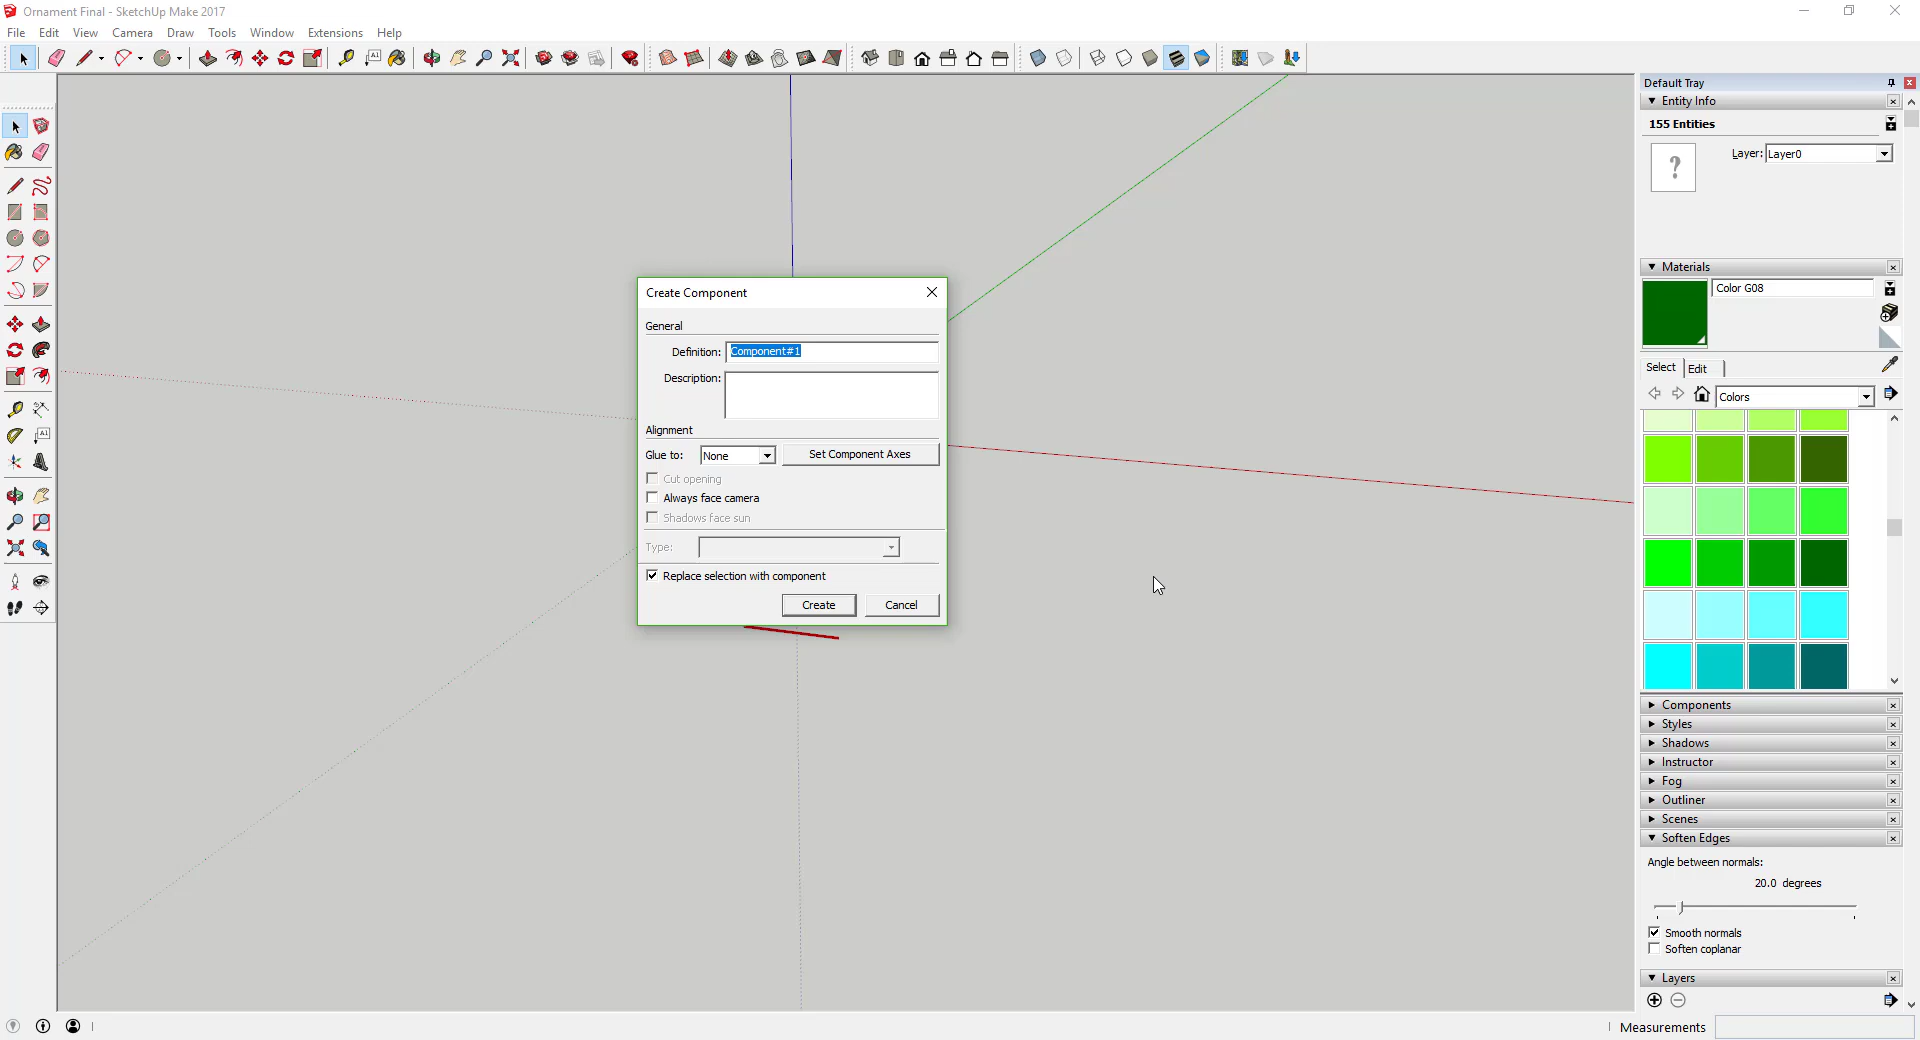 Ornament Final - SketchUp Make 2017
File Edit View Camera Draw Tools Window Extensions Help
A1
Default Tray
Entity Info
155 Entities
Layer: Layer0
?
Materials
Color G08
Select Edit
Colors
A1
Create Component
General
Definition: Component#1
Description:
Alignment
Glue to: None Set Component Axes
Cut opening
Always face camera
Shadows face sun
Type:
Replace selection with component
Create Cancel
Components
Styles
Shadows
Instructor
Fog
Outliner
Scenes
Soften Edges
Angle between normals:
20.0 degrees
Smooth normals
Soften coplanar
Layers
Measurements